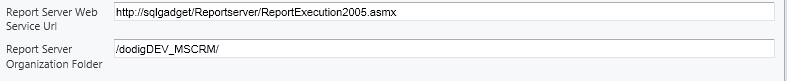 Report Server Web Service Url
http://sqlgadget/Reportserver/ReportExecution2005.asmx
Report Server Organization Folder
/dodigDEV_MSCRM/